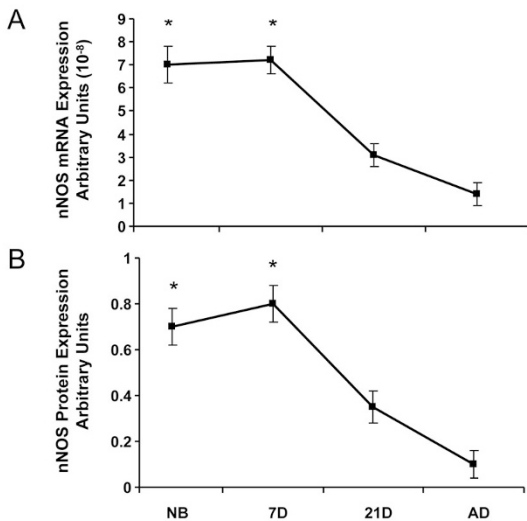 A
nNOS mRNA Expression
Arbitrary Units (10⁻⁸)
9
8
7
6
5
4
3
2
1
0
*
*
B
nNOS Protein Expression
Arbitrary Units
1
0.8
0.6
0.4
0.2
0
*
*
NB
7D
21D
AD